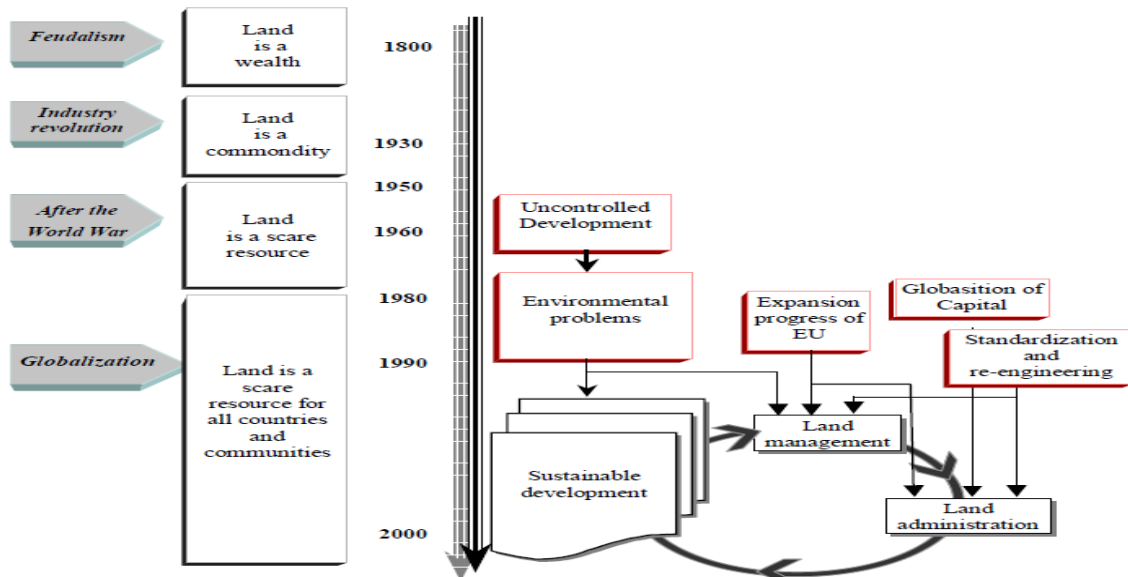 Feudalism
Land
is a
wealth
1800
Industry
revolution
Land
is a
commondity
1930
1950
After the
World War
Land
is a scare
resource
1960
Uncontrolled
Development
1980
Environmental
problems
Expansion
progress of
EU
Globasition of
Capital
Standardization
and
re-engineering
Globalization
1990
Land is a
scare
resource for
all countries
and
communities
Land
management
Sustainable
development
Land
administration
2000